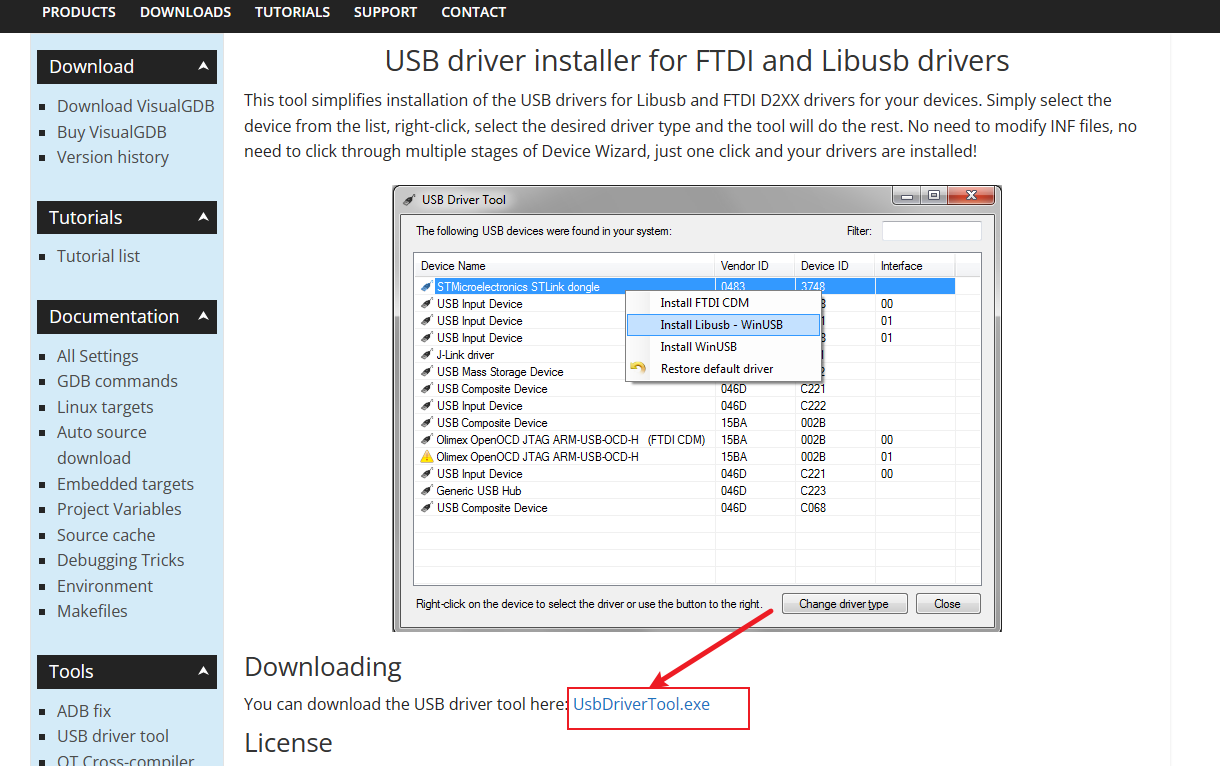 PRODUCTS DOWNLOADS TUTORIALS SUPPORT CONTACT
Download
Download VisualGDB
Buy VisualGDB
Version history
Tutorials
Tutorial list
Documentation
All Settings
GDB commands
Linux targets
Auto source
download
Embedded targets
Project Variables
Source cache
Debugging Tricks
Environment
Makefiles
Tools
ADB fix
USB driver tool
QT Cross-compiler
USB driver installer for FTDI and Libusb drivers
This tool simplifies installation of the USB drivers for Libusb and FTDI D2XX drivers for your devices. Simply select the
device from the list, right-click, select the desired driver type and the tool will do the rest. No need to modify INF files, no
need to click through multiple stages of Device Wizard, just one click and your drivers are installed!
USB Driver Tool
The following USB devices were found in your system: Filter:
Device Name Vendor ID Device ID Interface
STMicroelectronics STLink dongle 0483 3748
USB Input Device 00
USB Input Device 01
USB Input Device 01
J-Link driver
USB Mass Storage Device
USB Composite Device 046D C221
USB Input Device 046D C222
USB Composite Device 15BA 002B
Olimex OpenOCD JTAG ARM-USB-OCD-H (FTDI CDM) 15BA 002B 00
Olimex OpenOCD JTAG ARM-USB-OCD-H 15BA 002B 01
USB Input Device 046D C221 00
Generic USB Hub 046D C223
USB Composite Device 046D C068
Install FTDI CDM
Install Libusb - WinUSB
Install WinUSB
Restore default driver
Right-click on the device to select the driver or use the button to the right. Change driver type Close
Downloading
You can download the USB driver tool here: UsbDriverTool.exe
License